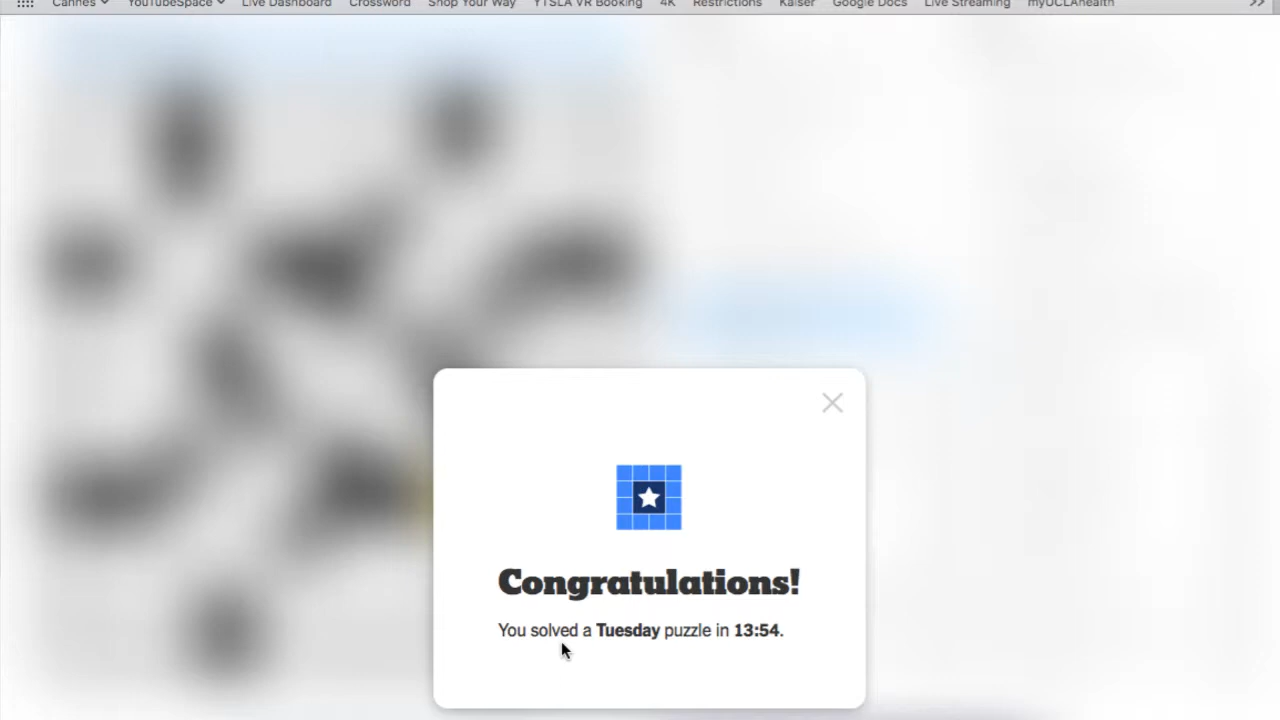 Cannes YouTubeSpace Live Dashboard Crossword Shop Your Way YTSLA VR Booking 4K Restrictions Kaiser Google Docs Live Streaming myUCLAhealth >>
Congratulations!
You solved a Tuesday puzzle in 13:54.